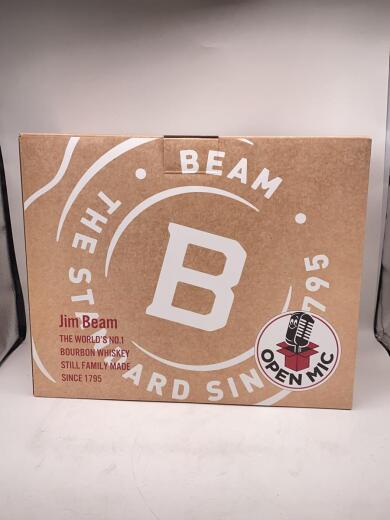 BEAM
THE STANDARD SINCE 1795
B
Jim Beam
THE WORLD'S NO.1
BOURBON WHISKEY
STILL FAMILY MADE
SINCE 1795
OPEN MIC